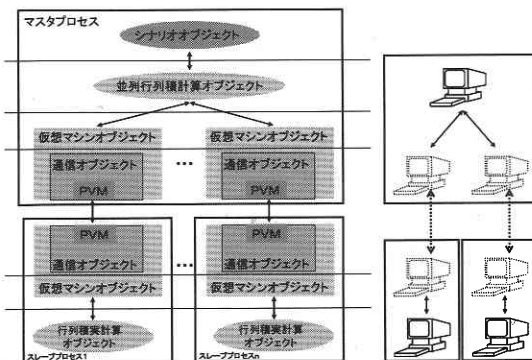 マスタプロセス
シナリオオブジェクト
並列行列積計算オブジェクト
仮想マシンオブジェクト
仮想マシンオブジェクト
通信オブジェクト
...
通信オブジェクト
PVM
PVM
PVM
PVM
通信オブジェクト
...
通信オブジェクト
仮想マシンオブジェクト
仮想マシンオブジェクト
行列積実計算
オブジェクト
行列積実計算
オブジェクト
スレーブプロセス1
スレーブプロセスn